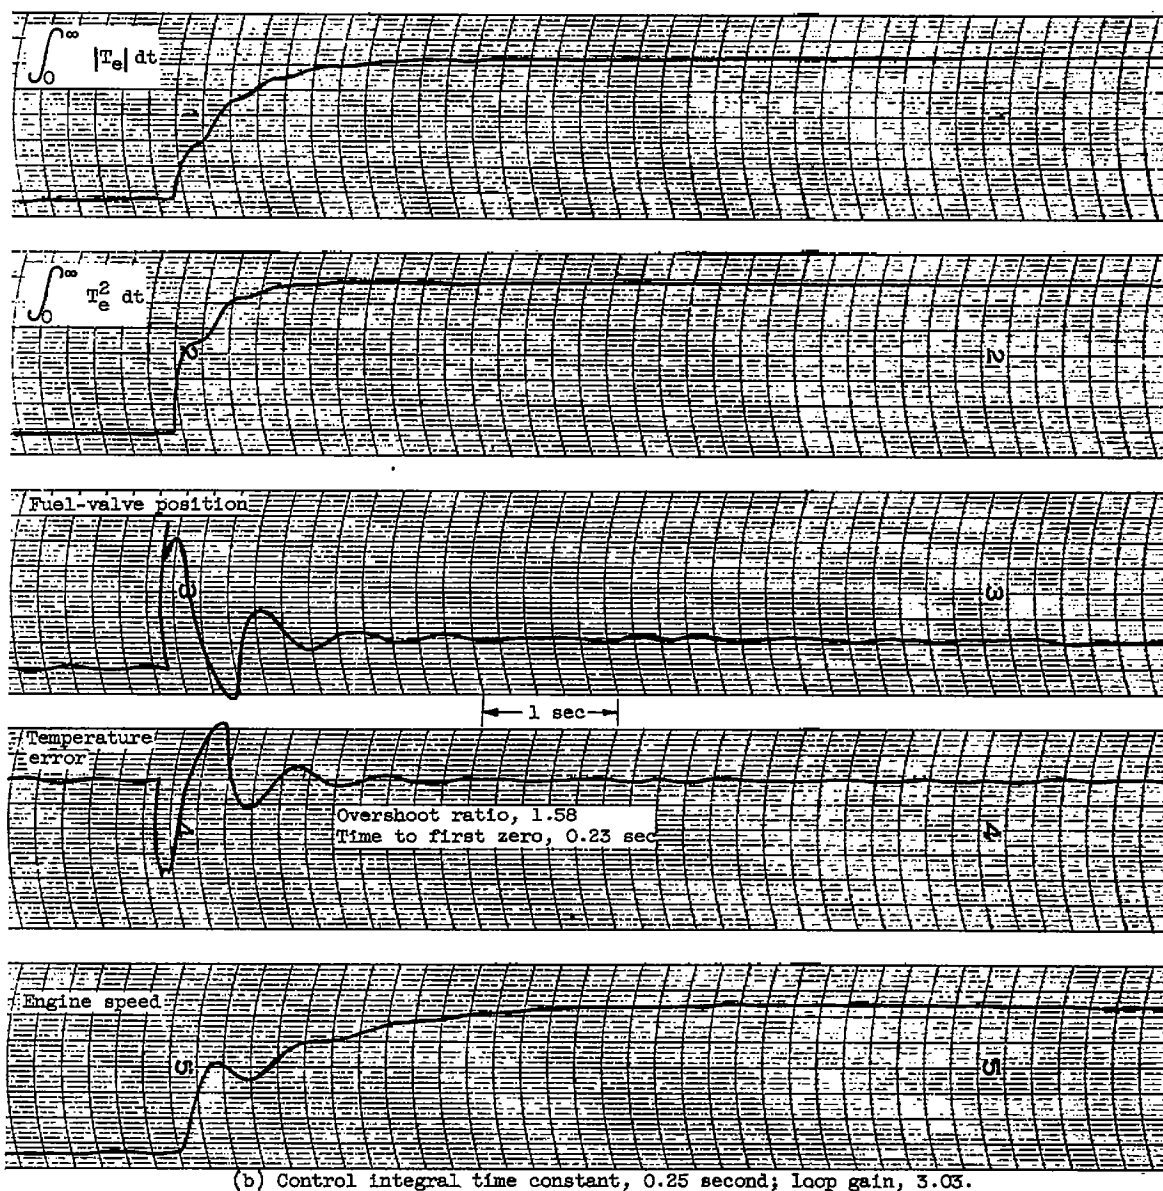 ∫₀^∞ |Tₑ| dt
1 1
∫₀^∞ Tₑ² dt
2 2
Fuel-valve position
3 3
1 sec
Temperature
error
Overshoot ratio, 1.58
Time to first zero, 0.23 sec
4 4
Engine speed
5 5
(b) Control integral time constant, 0.25 second; loop gain, 3.03.